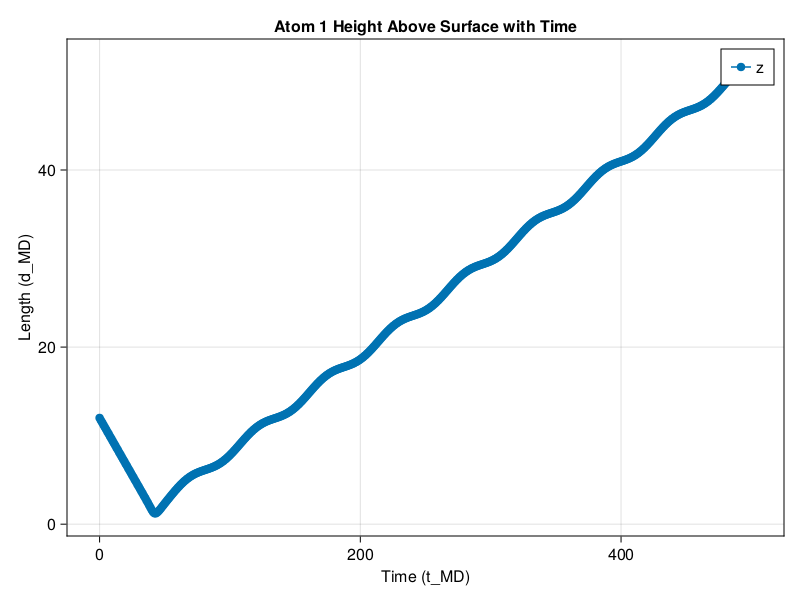 Atom 1 Height Above Surface with Time
z
40
20
0
Length (d_MD)
0 200 400
Time (t_MD)